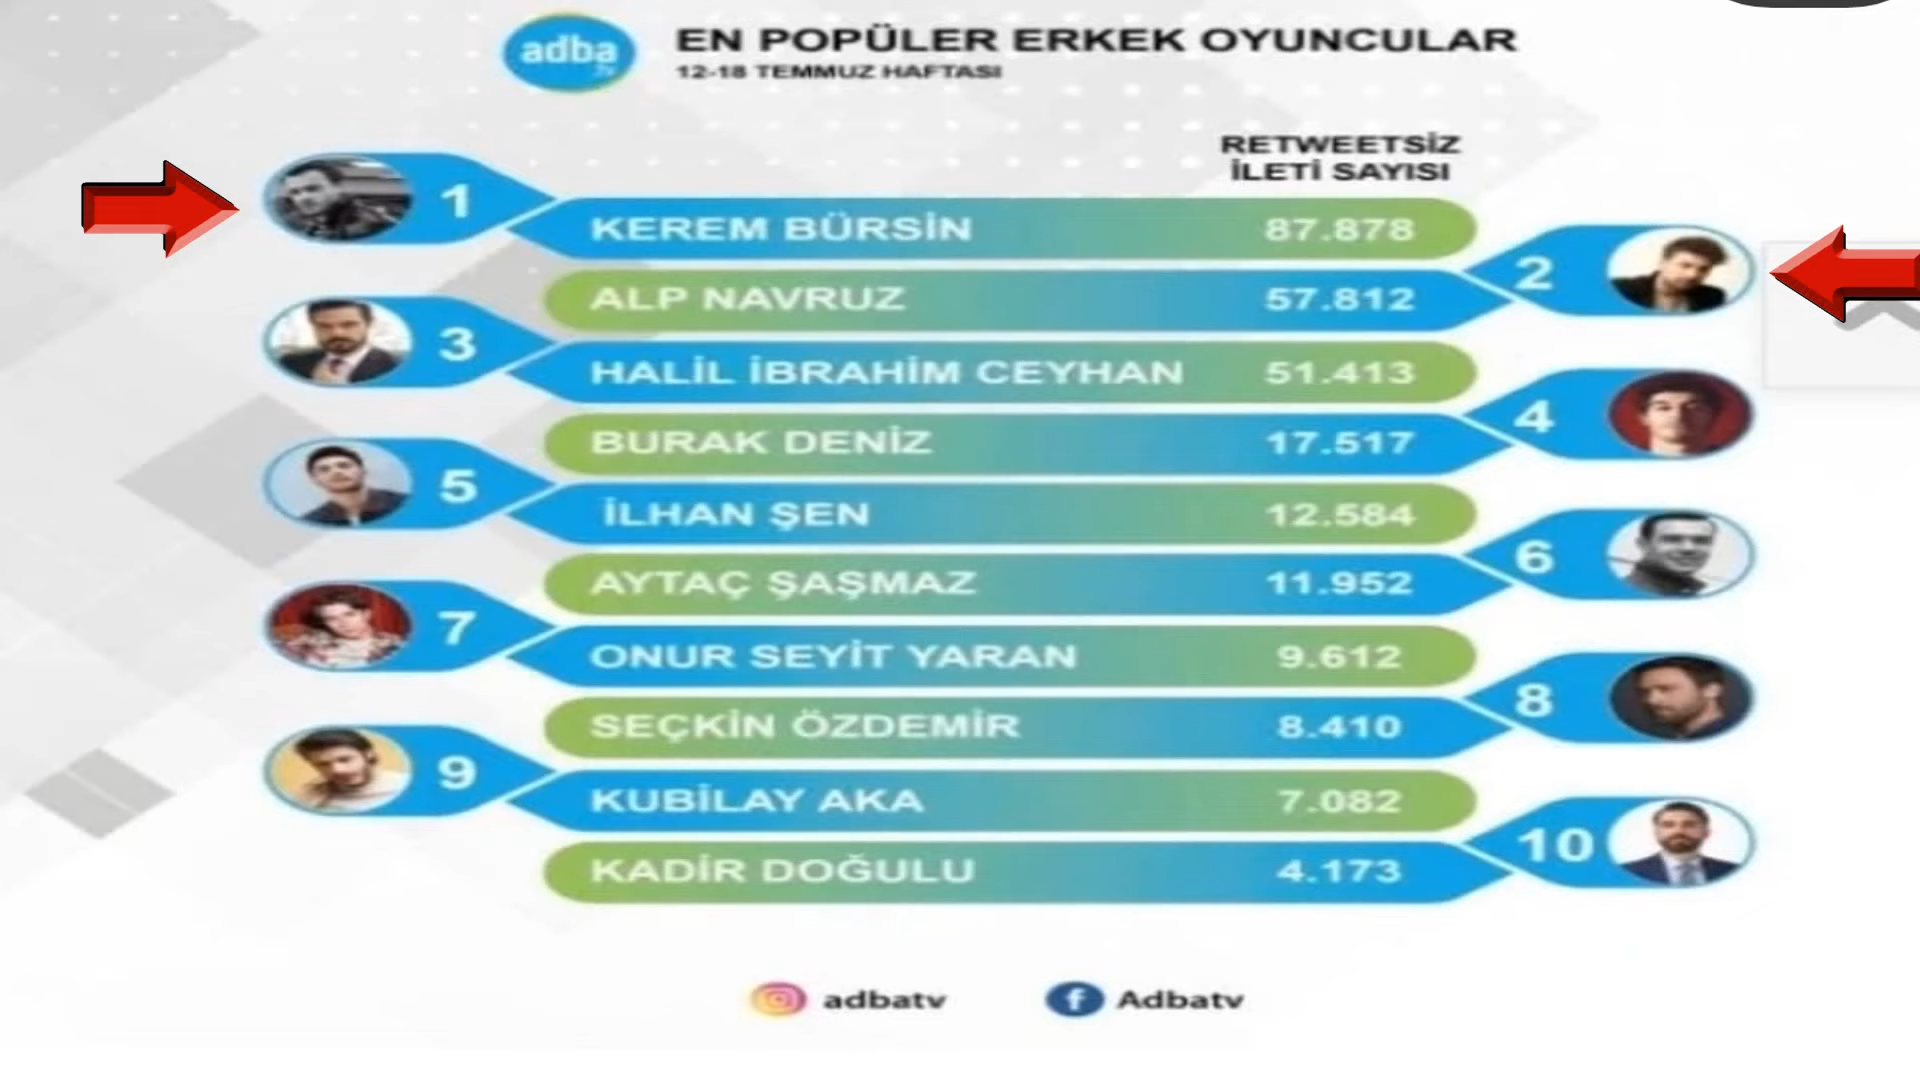 adba
tv
EN POPÜLER ERKEK OYUNCULAR
12-18 TEMMUZ HAFTASI
RETWEETSİZ
İLETİ SAYISI
1
KEREM BÜRSİN 87.878
2
ALP NAVRUZ 57.812
3
HALİL İBRAHİM CEYHAN 51.413
4
BURAK DENİZ 17.517
5
İLHAN ŞEN 12.584
6
AYTAÇ ŞAŞMAZ 11.952
7
ONUR SEYİT YARAN 9.612
8
SEÇKİN ÖZDEMİR 8.410
9
KUBİLAY AKA 7.082
10
KADİR DOĞULU 4.173
adbatv
Adbatv